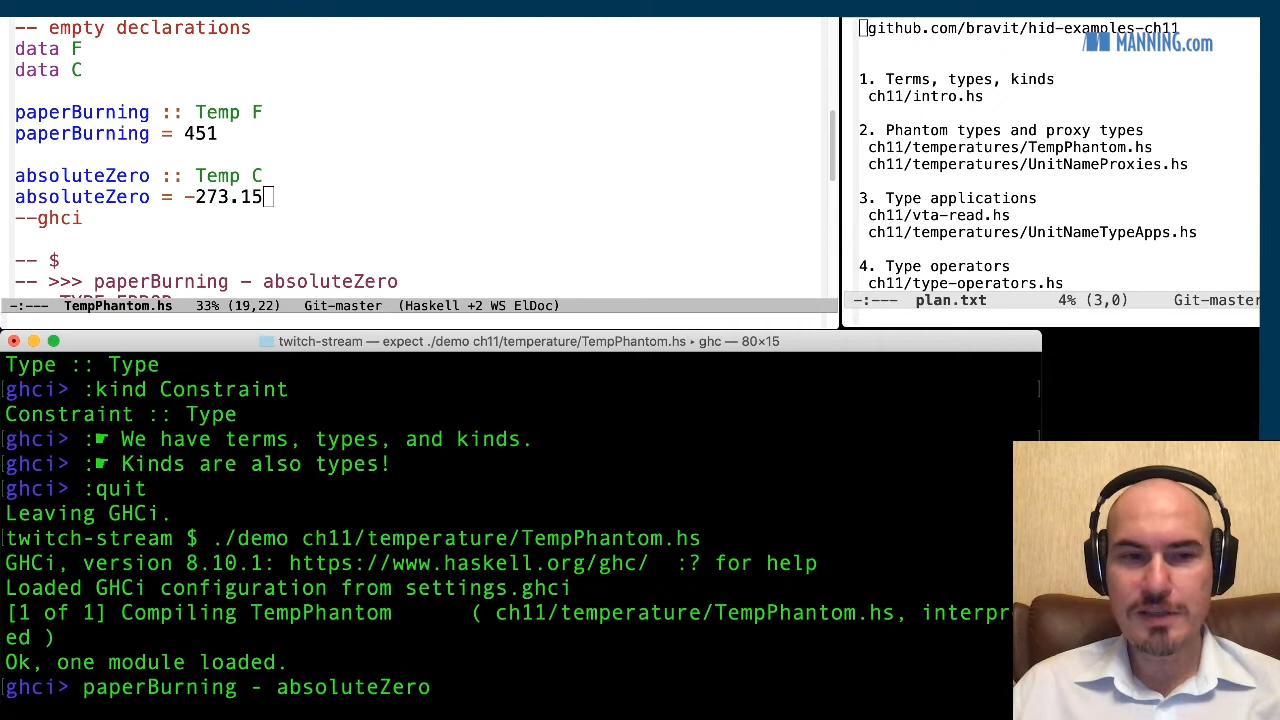 -- empty declarations
data F
data C
paperBurning :: Temp F
paperBurning = 451
absoluteZero :: Temp C
absoluteZero = -273.15
--ghci
-- $
-- >>> paperBurning - absoluteZero
-:--- TempPhantom.hs 33% (19,22) Git-master (Haskell +2 WS ElDoc)
github.com/bravit/hid-examples-ch11
MANNING.com
1. Terms, types, kinds
ch11/intro.hs
2. Phantom types and proxy types
ch11/temperatures/TempPhantom.hs
ch11/temperatures/UnitNameProxies.hs
3. Type applications
ch11/vta-read.hs
ch11/temperatures/UnitNameTypeApps.hs
4. Type operators
ch11/type-operators.hs
-:--- plan.txt 4% (3,0) Git-master
twitch-stream — expect ./demo ch11/temperature/TempPhantom.hs ▸ ghc — 80×15
Type :: Type
ghci> :kind Constraint
Constraint :: Type
ghci> :☛ We have terms, types, and kinds.
ghci> :☛ Kinds are also types!
ghci> :quit
Leaving GHCi.
twitch-stream $ ./demo ch11/temperature/TempPhantom.hs
GHCi, version 8.10.1: https://www.haskell.org/ghc/  :? for help
Loaded GHCi configuration from settings.ghci
[1 of 1] Compiling TempPhantom ( ch11/temperature/TempPhantom.hs, interpr
ed )
Ok, one module loaded.
ghci> paperBurning - absoluteZero